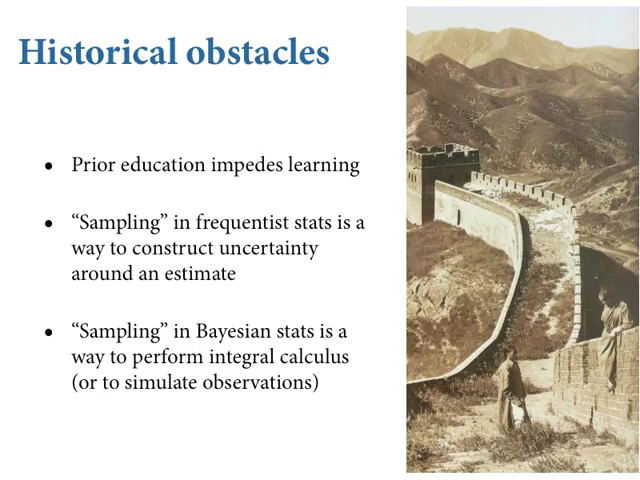 Historical obstacles
• Prior education impedes learning
• “Sampling” in frequentist stats is a
way to construct uncertainty
around an estimate
• “Sampling” in Bayesian stats is a
way to perform integral calculus
(or to simulate observations)